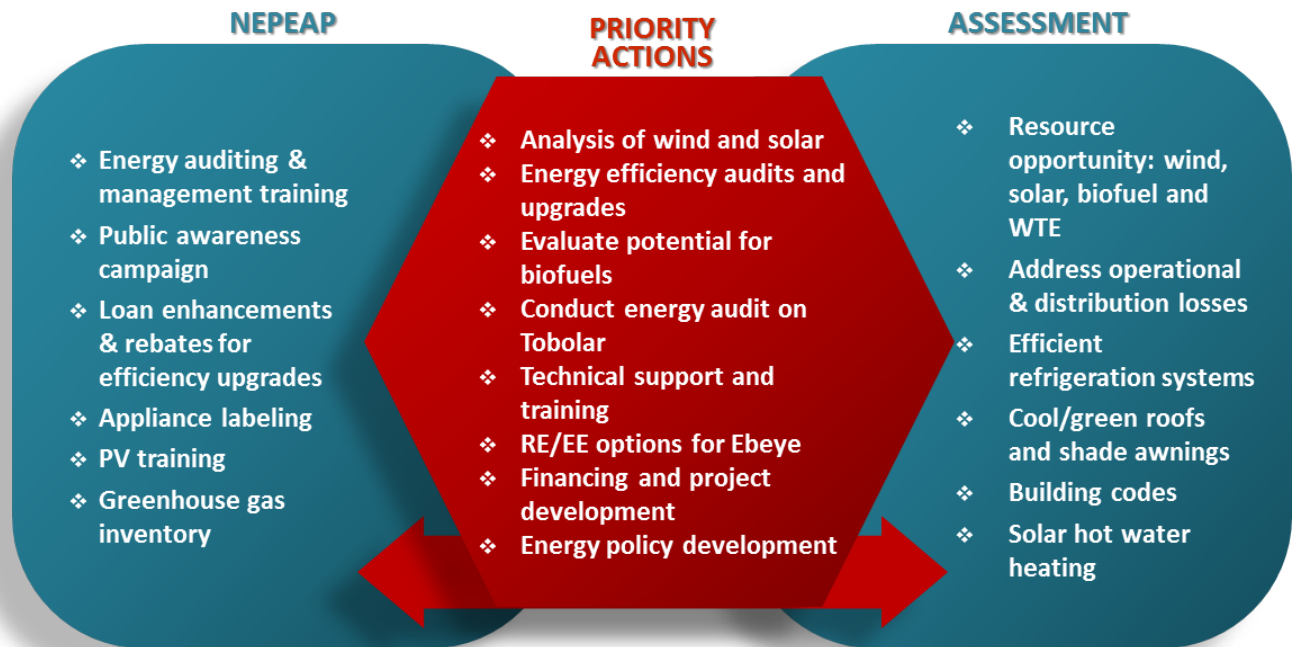 NEPEAP
❖ Energy auditing &
management training
❖ Public awareness
campaign
❖ Loan enhancements
& rebates for
efficiency upgrades
❖ Appliance labeling
❖ PV training
❖ Greenhouse gas
inventory
PRIORITY
ACTIONS
❖ Analysis of wind and solar
❖ Energy efficiency audits and
upgrades
❖ Evaluate potential for
biofuels
❖ Conduct energy audit on
Tobolar
❖ Technical support and
training
❖ RE/EE options for Ebeye
❖ Financing and project
development
❖ Energy policy development
ASSESSMENT
❖ Resource
opportunity: wind,
solar, biofuel and
WTE
❖ Address operational
& distribution losses
❖ Efficient
refrigeration systems
❖ Cool/green roofs
and shade awnings
❖ Building codes
❖ Solar hot water
heating